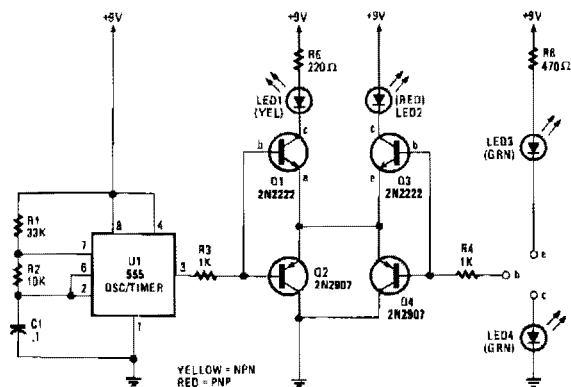 +9V
+9V
+9V
+9V
R6
220Ω
R8
470Ω
LED1
(YEL)
(RED)
LED2
LED3
(GRN)
c
c
b
b
Q1
2N2222
e
e
Q3
2N2222
R1
33K
8
4
7
R2
10K
6
2
U1
555
OSC/TIMER
3
R3
1K
R4
1K
e
b
c
Q2
2N2907
Q4
2N2907
C1
.1
1
LED4
(GRN)
YELLOW = NPN
RED = PNP